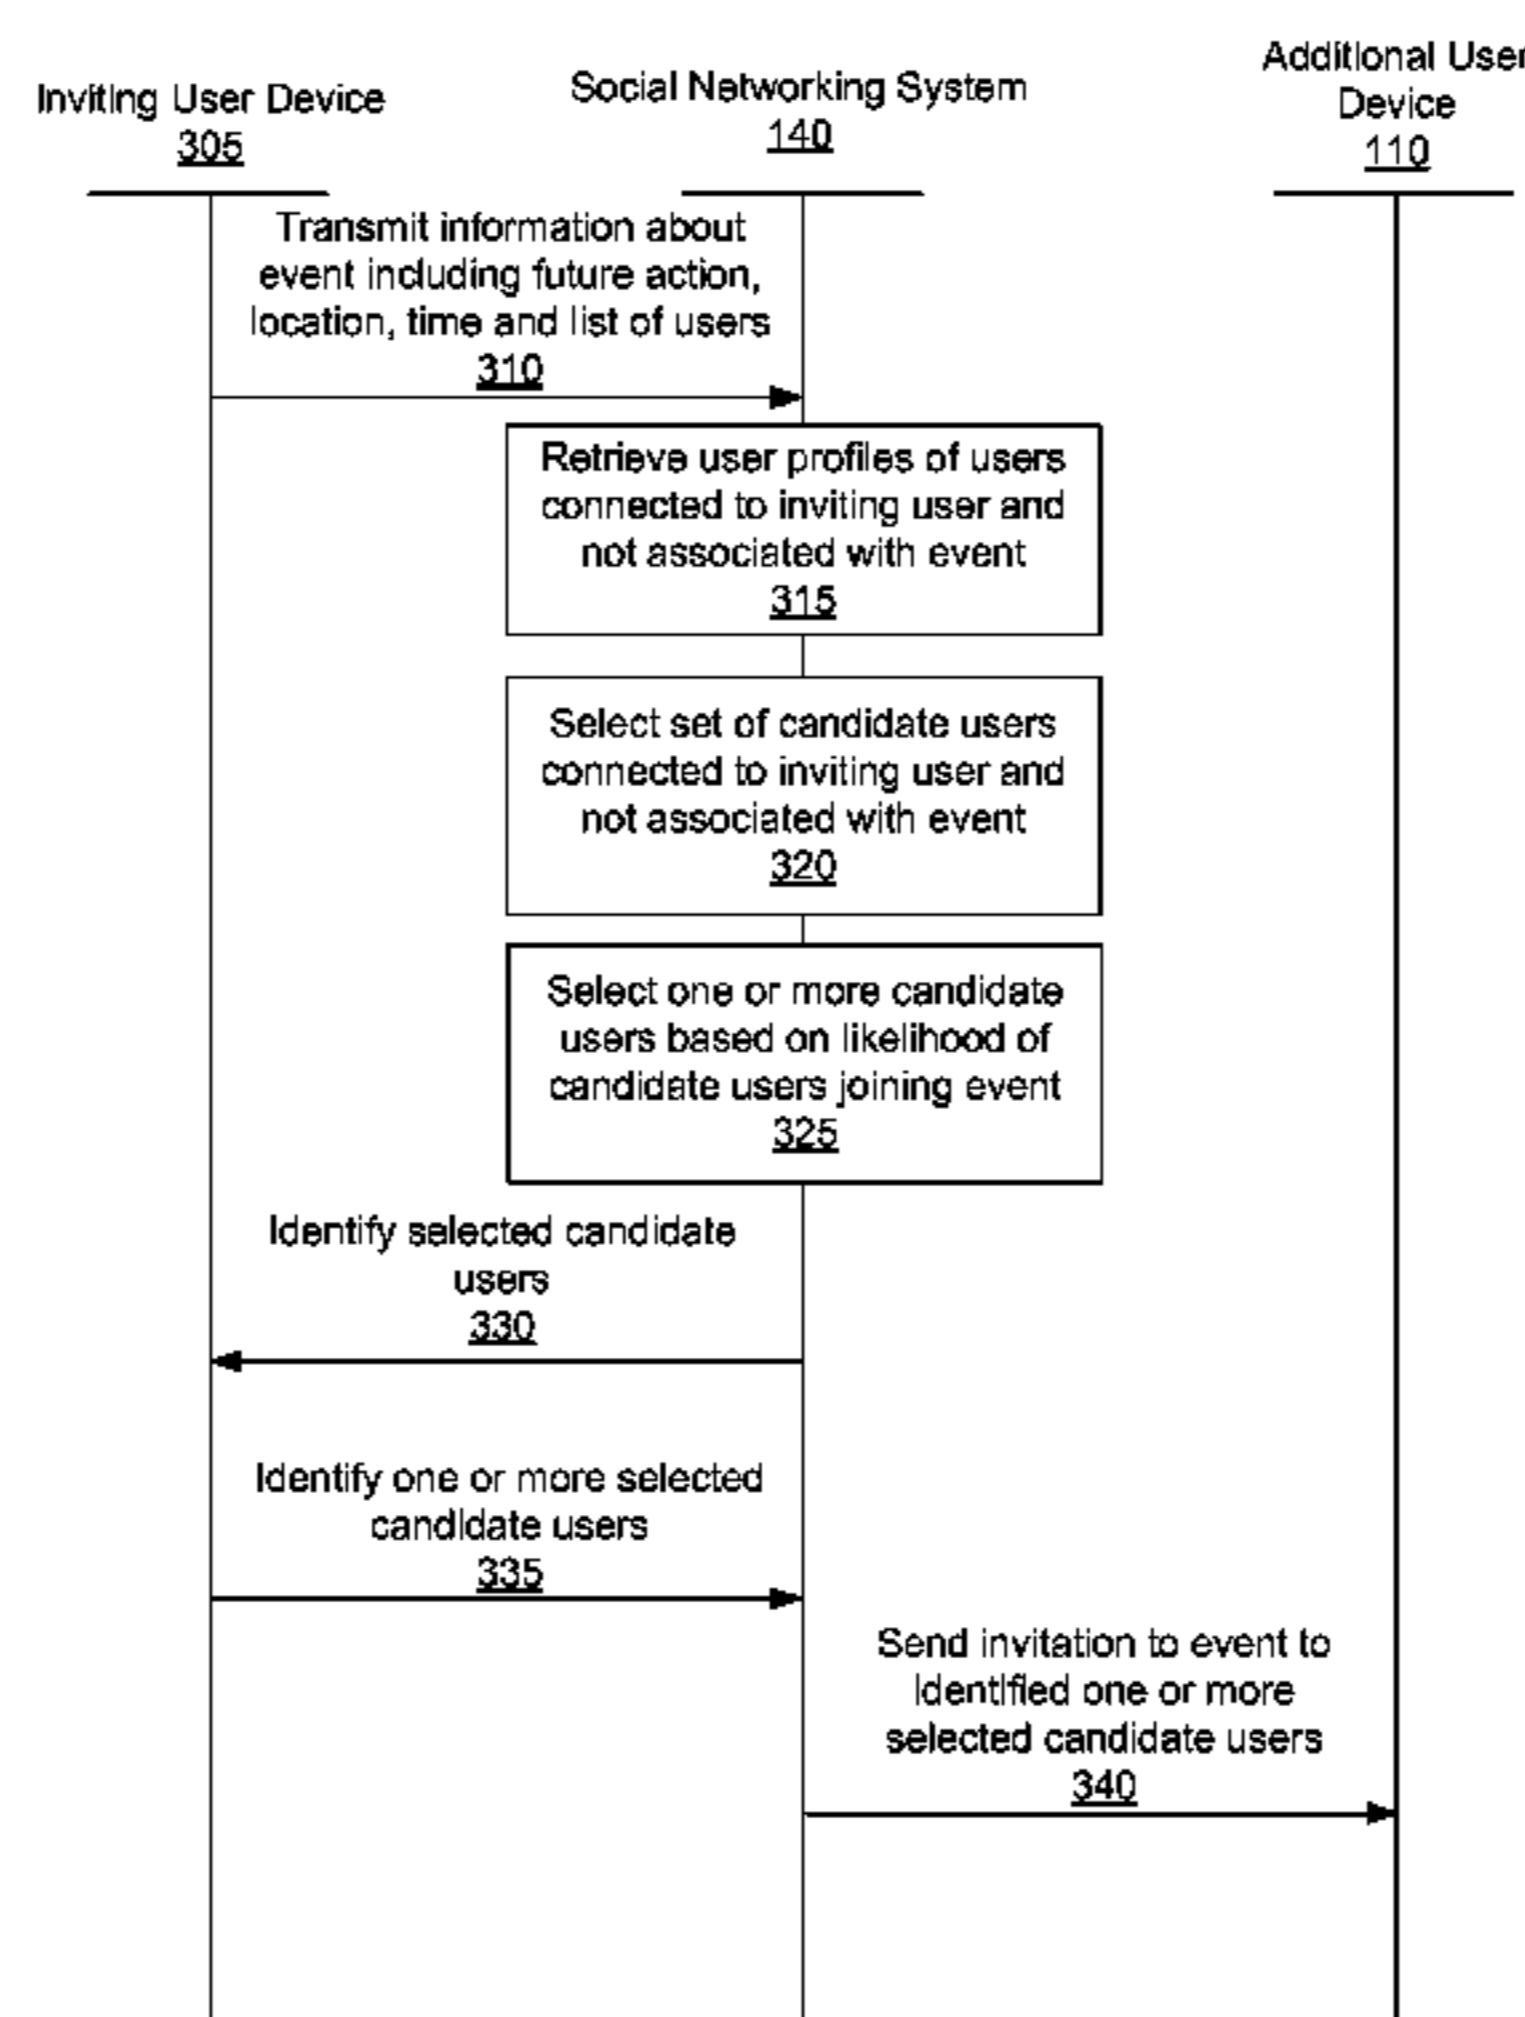 Inviting User Device
305
Social Networking System
140
Additional User
Device
110
Transmit information about
event including future action,
location, time and list of users
310
Retrieve user profiles of users
connected to inviting user and
not associated with event
315
Select set of candidate users
connected to inviting user and
not associated with event
320
Select one or more candidate
users based on likelihood of
candidate users joining event
325
Identify selected candidate
users
330
Identify one or more selected
candidate users
335
Send invitation to event to
identified one or more
selected candidate users
340